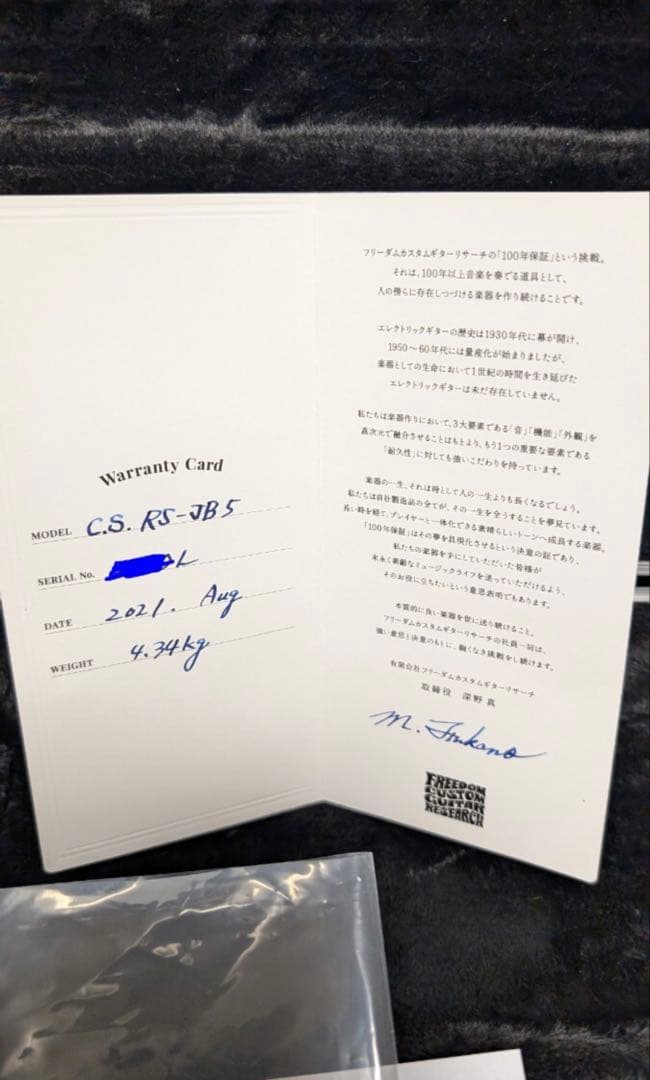 Warranty Card
MODEL C.S. RS-JB5
SERIAL No. L
DATE 2021. Aug
WEIGHT 4.34kg
フリーダムカスタムギターリサーチの「100年保証」という挑戦。
それは、100年以上音楽を奏でる道具として、
人の傍らに存在しつづける楽器を作り続けることです。
エレクトリックギターの歴史は1930年代に幕が開け、
1950〜60年代には量産化が始まりましたが、
楽器としての生命において1世紀の時間を生き延びた
エレクトリックギターは未だ存在していません。
私たちは楽器作りにおいて、3大要素である「音」「機能」「外観」を
高次元で融合させることはもとより、もう1つの重要な要素である
「耐久性」に対しても強いこだわりを持っています。
楽器の一生、それは時として人の一生よりも長くなるでしょう。
私たちは自社製造品の全てが、その一生を全うすることを夢見ています。
長い時を経て、プレイヤーと一体化できる素晴らしいトーンへ成長する楽器。
「100年保証」はその夢を具現化させるという決意の証であり、
私たちの楽器を手にしていただいた皆様が
末永く素敵なミュージックライフを送っていただけるよう、
そのお役に立ちたいという意思表明でもあります。
本質的に良い楽器を世に送り続けること。
フリーダムカスタムギターリサーチの社員一同は、
強い意思と決意のもとに、飽くなき挑戦をし続けます。
有限会社フリーダムカスタムギターリサーチ
取締役 深野 真
M. Fukano
FREEDOM
CUSTOM
GUITAR
RESEARCH